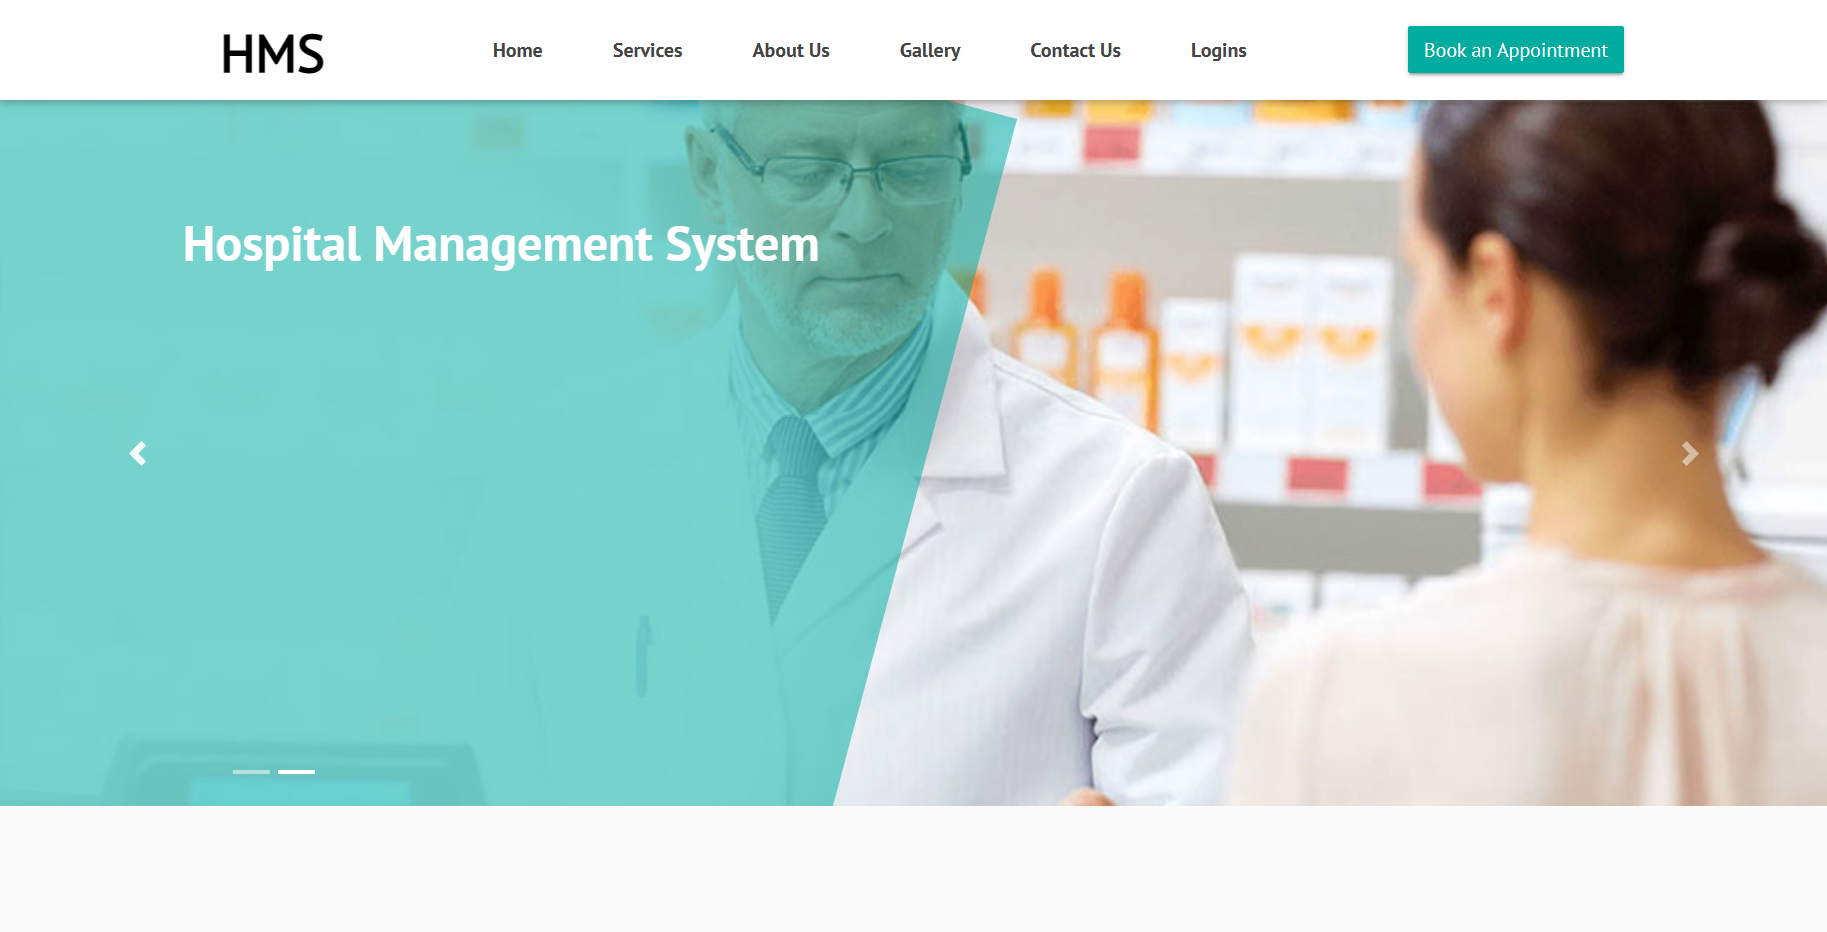 HMS
Home Services About Us Gallery Contact Us Logins Book an Appointment
Hospital Management System